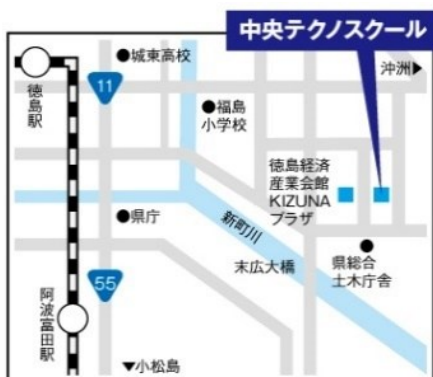 中央テクノスクール
城東高校
沖洲
徳島駅
11
福島
小学校
徳島経済
産業会館
KIZUNA
プラザ
県庁
新町川
末広大橋
県総合
土木庁舎
55
阿波富田駅
小松島